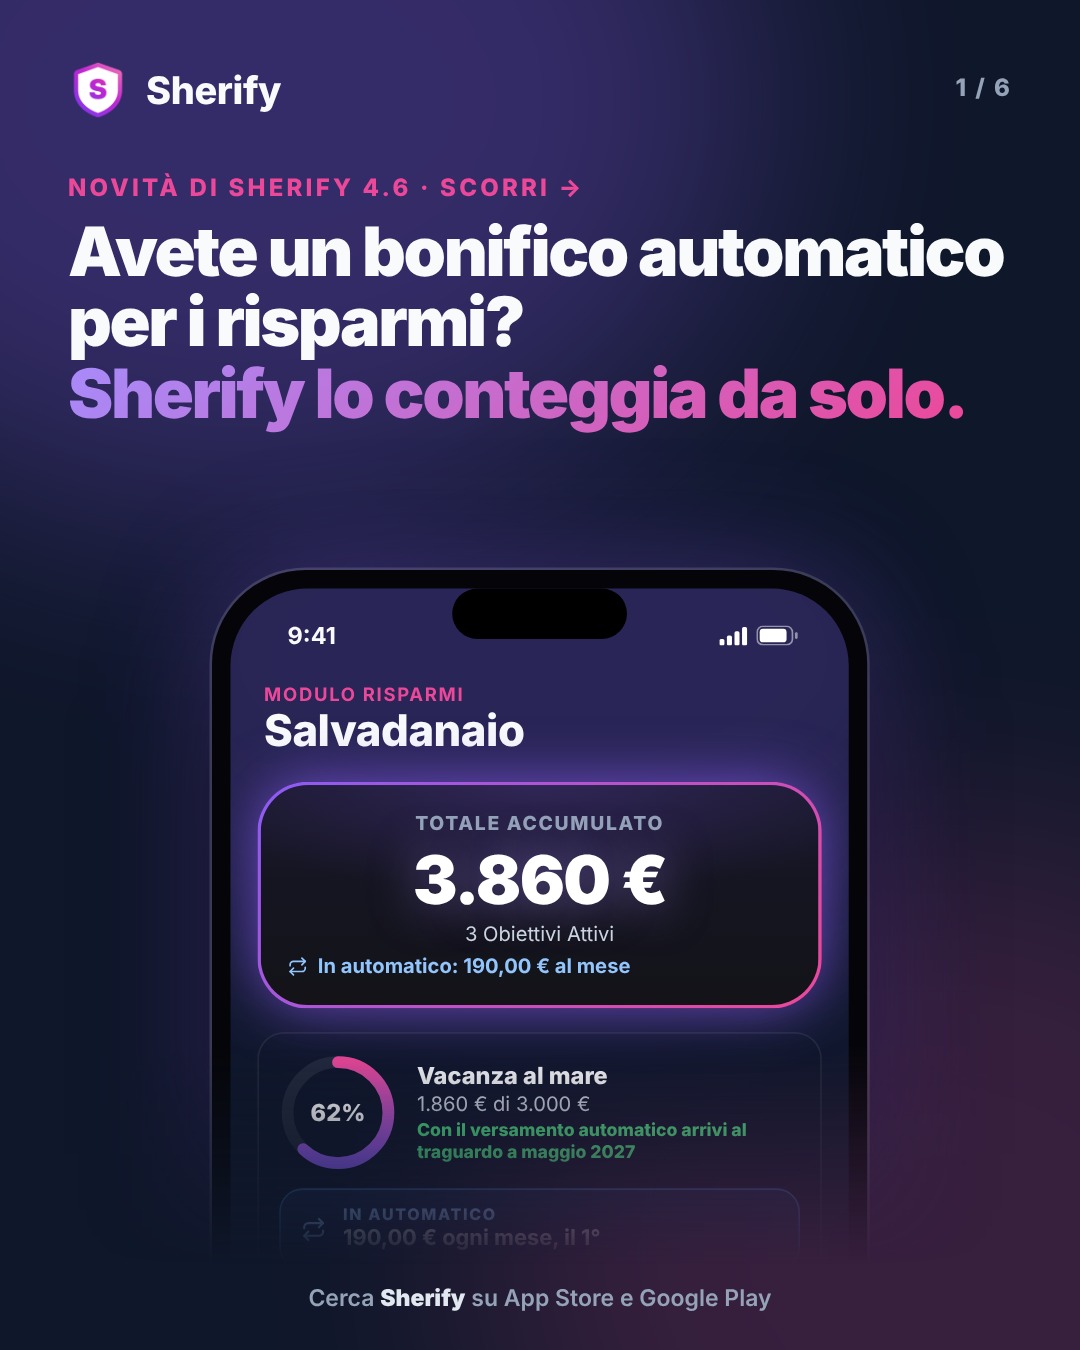 S
Sherify
1 / 6
NOVITÀ DI SHERIFY 4.6 · SCORRI →
Avete un bonifico automatico
per i risparmi?
Sherify lo conteggia da solo.
9:41
MODULO RISPARMI
Salvadanaio
TOTALE ACCUMULATO
3.860 €
3 Obiettivi Attivi
In automatico: 190,00 € al mese
62%
Vacanza al mare
1.860 € di 3.000 €
Con il versamento automatico arrivi al
traguardo a maggio 2027
IN AUTOMATICO
190,00 € ogni mese, il 1°
Cerca Sherify su App Store e Google Play